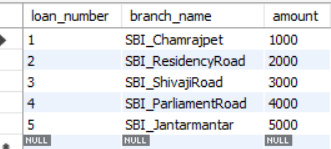 loan_number branch_name amount
1 SBI_Chamrajpet 1000
2 SBI_ResidencyRoad 2000
3 SBI_ShivajiRoad 3000
4 SBI_ParliamentRoad 4000
5 SBI_Jantarmantar 5000
NULL NULL NULL